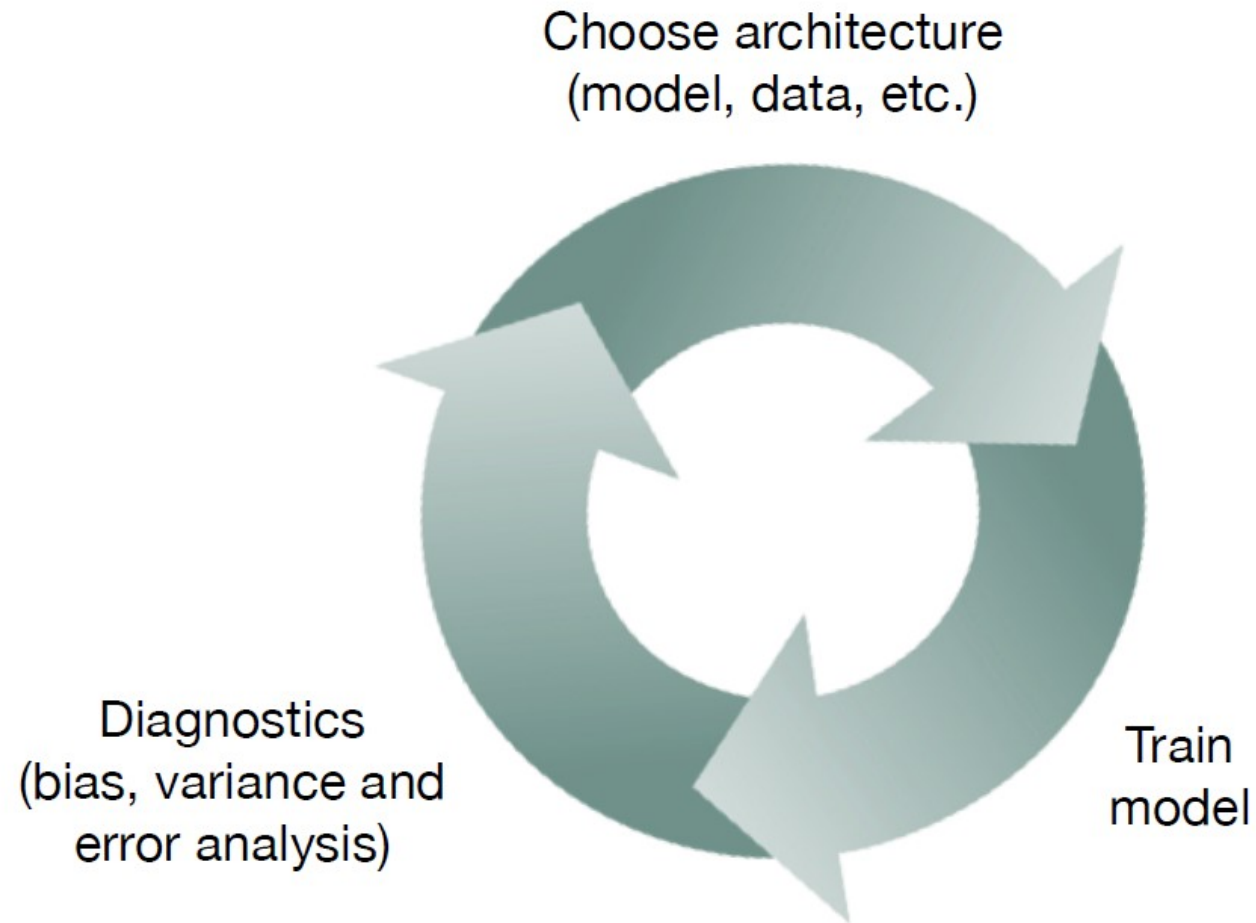 Choose architecture
(model, data, etc.)
Train
model
Diagnostics
(bias, variance and
error analysis)